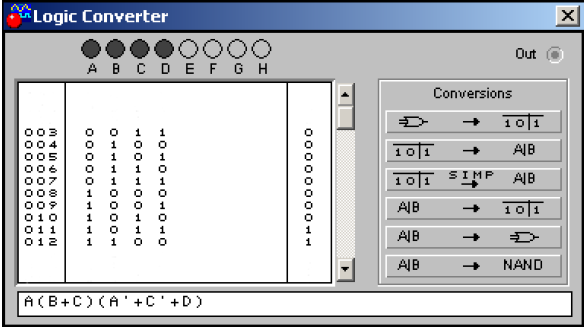 Logic Converter
A B C D E F G H
Out
003 0 0 1 1 0
004 0 1 0 0 0
005 0 1 0 1 0
006 0 1 1 0 0
007 0 1 1 1 0
008 1 0 0 0 0
009 1 0 0 1 0
010 1 0 1 0 0
011 1 0 1 1 1
012 1 1 0 0 1
Conversions
→ 1 0|1
1 0|1 → A|B
1 0|1 SIMP → A|B
A|B → 1 0|1
A|B →
A|B → NAND
A(B+C)(A'+C'+D)